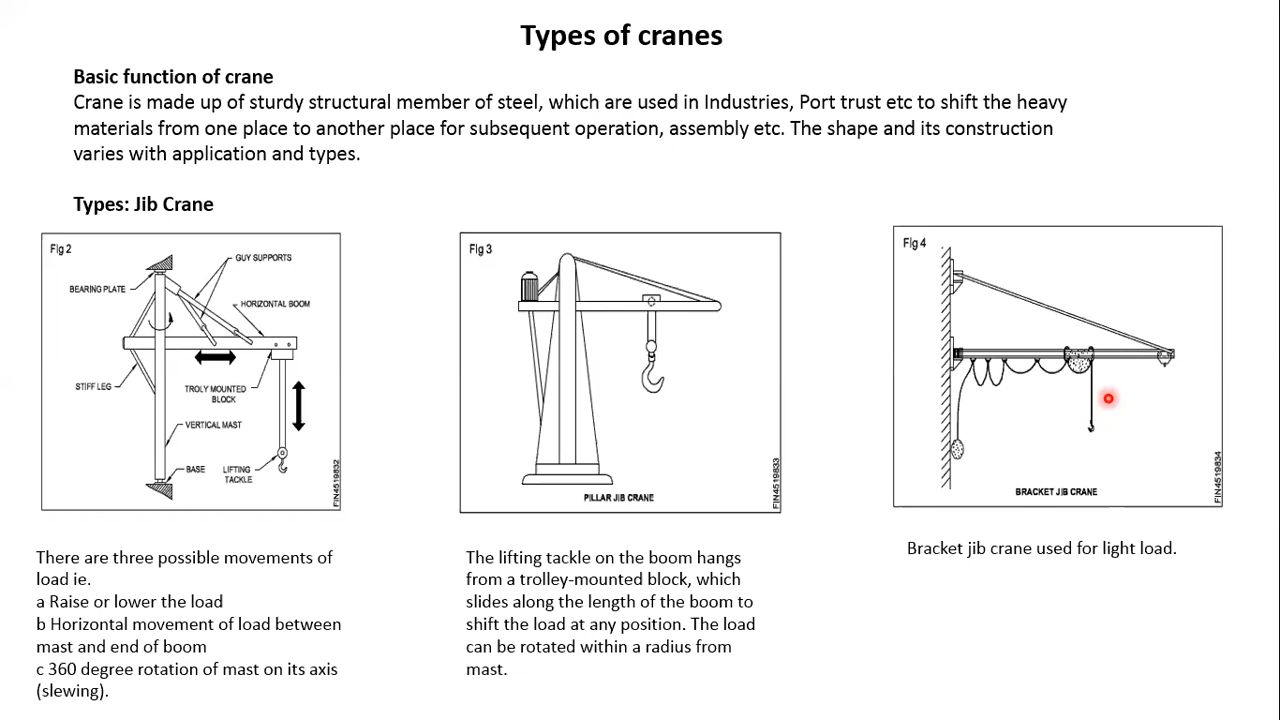 Types of cranes
Basic function of crane
Crane is made up of sturdy structural member of steel, which are used in Industries, Port trust etc to shift the heavy
materials from one place to another place for subsequent operation, assembly etc. The shape and its construction
varies with application and types.
Types: Jib Crane
Fig 2
GUY SUPPORTS
BEARING PLATE
HORIZONTAL BOOM
STIFF LEG
TROLY MOUNTED
BLOCK
VERTICAL MAST
BASE
LIFTING
TACKLE
FIN4519832
Fig 3
PILLAR JIB CRANE
FIN4519833
Fig 4
BRACKET JIB CRANE
FIN4519834
There are three possible movements of
load ie.
a Raise or lower the load
b Horizontal movement of load between
mast and end of boom
c 360 degree rotation of mast on its axis
(slewing).
The lifting tackle on the boom hangs
from a trolley-mounted block, which
slides along the length of the boom to
shift the load at any position. The load
can be rotated within a radius from
mast.
Bracket jib crane used for light load.